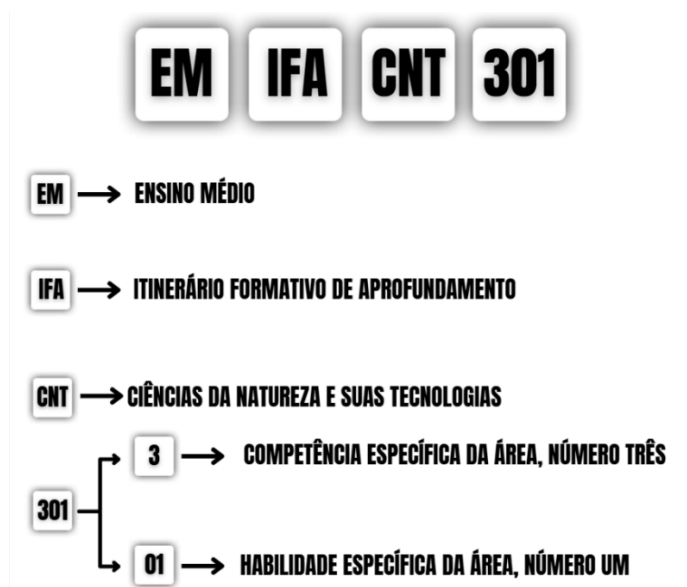 EM IFA CNT 301
EM ENSINO MÉDIO
IFA ITINERÁRIO FORMATIVO DE APROFUNDAMENTO
CNT CIÊNCIAS DA NATUREZA E SUAS TECNOLOGIAS
3 COMPETÊNCIA ESPECÍFICA DA ÁREA, NÚMERO TRÊS
301
01 HABILIDADE ESPECÍFICA DA ÁREA, NÚMERO UM